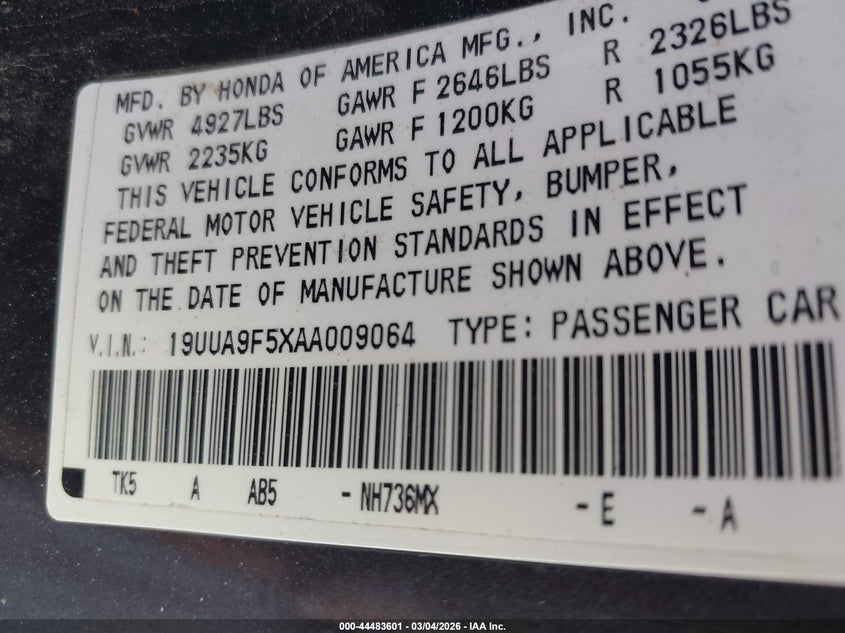 MFD. BY HONDA OF AMERICA MFG., INC.
GVWR 4927LBS GAWR F 2646LBS R 2326LBS
GVWR 2235KG GAWR F 1200KG R 1055KG
THIS VEHICLE CONFORMS TO ALL APPLICABLE
FEDERAL MOTOR VEHICLE SAFETY, BUMPER,
AND THEFT PREVENTION STANDARDS IN EFFECT
ON THE DATE OF MANUFACTURE SHOWN ABOVE.
V.I.N.: 19UUA9F5XAA009064 TYPE: PASSENGER CAR
TK5 A AB5 -NH736MX -E -A
000-44483601 - 03/04/2026 - IAA Inc.